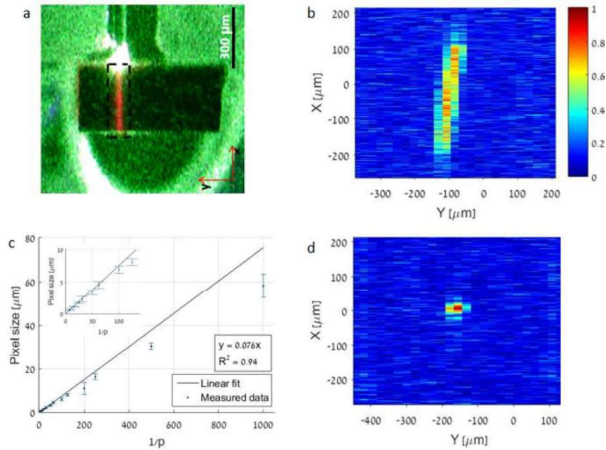 a
300 µm
X
Y
b
X [µm]
200
100
0
-100
-200
-300 -200 -100 0 100 200
Y [µm]
1
0.8
0.6
0.4
0.2
0
c
Pixel size [µm]
80
60
40
20
0
0 200 400 600 800 1000
1/p
Pixel size [µm]
10
5
0
0 50 100
1/p
y = 0.076x
R² = 0.94
Linear fit
Measured data
d
X [µm]
200
100
0
-100
-200
-400 -300 -200 -100 0 100
Y [µm]